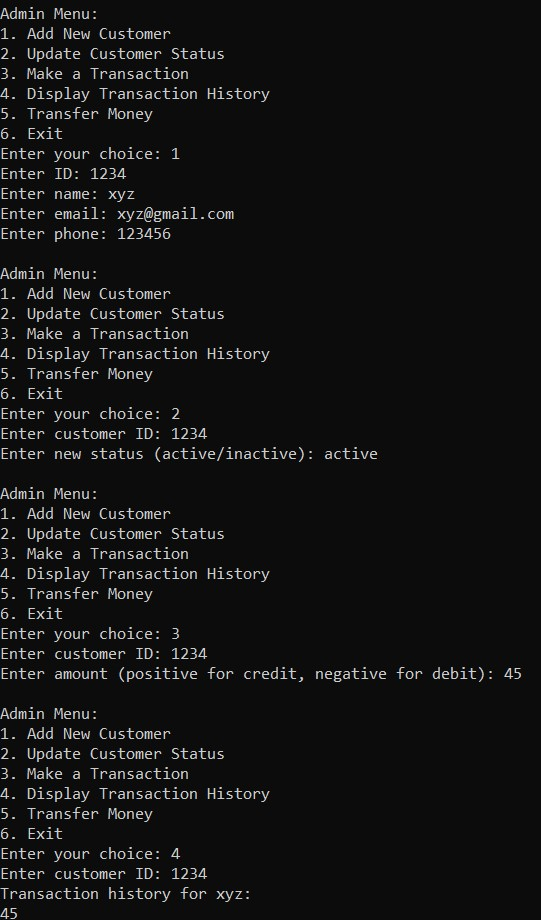 Admin Menu:
1. Add New Customer
2. Update Customer Status
3. Make a Transaction
4. Display Transaction History
5. Transfer Money
6. Exit
Enter your choice: 1
Enter ID: 1234
Enter name: xyz
Enter email: xyz@gmail.com
Enter phone: 123456

Admin Menu:
1. Add New Customer
2. Update Customer Status
3. Make a Transaction
4. Display Transaction History
5. Transfer Money
6. Exit
Enter your choice: 2
Enter customer ID: 1234
Enter new status (active/inactive): active

Admin Menu:
1. Add New Customer
2. Update Customer Status
3. Make a Transaction
4. Display Transaction History
5. Transfer Money
6. Exit
Enter your choice: 3
Enter customer ID: 1234
Enter amount (positive for credit, negative for debit): 45

Admin Menu:
1. Add New Customer
2. Update Customer Status
3. Make a Transaction
4. Display Transaction History
5. Transfer Money
6. Exit
Enter your choice: 4
Enter customer ID: 1234
Transaction history for xyz:
45